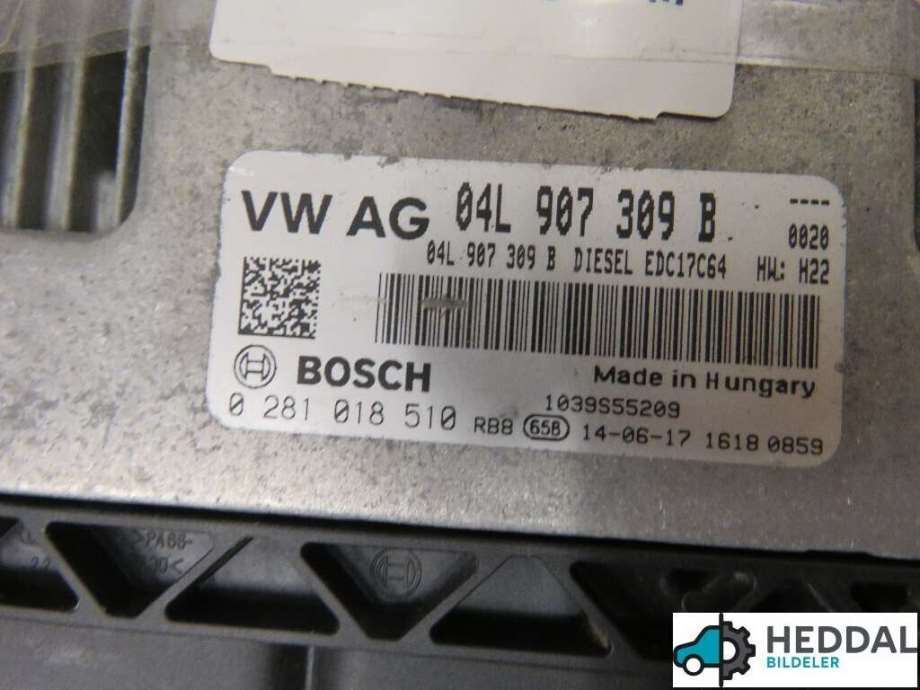 VW AG 04L 907 309 B ----
0020
04L 907 309 B DIESEL EDC17C64 HW: H22
BOSCH
Made in Hungary
1039S55209
0 281 018 510 RB8 658 14-06-17 1618 0859
>PA66-
HEDDAL
BILDELER